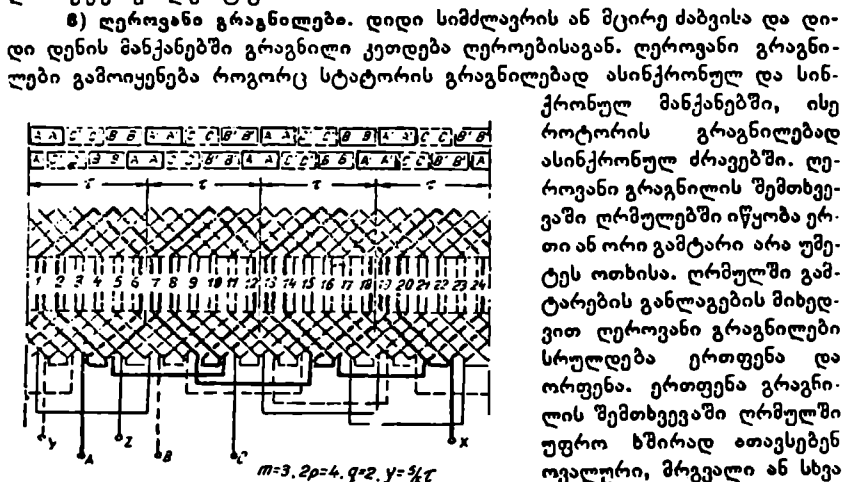 8) ღეროვანი გრაგნილები. დიდი სიმძლავრის ან მცირე ძაბვისა და დი-
დი დენის მანქანებში გრაგნილი კეთდება ღეროებისაგან. ღეროვანი გრაგნი-
ლები გამოიყენება როგორც სტატორის გრაგნილებად ასინქრონულ და სინ-
ქრონულ მანქანებში, ისე
როტორის გრაგნილებად
ასინქრონულ ძრავებში. ღე-
როვანი გრაგნილის შემთხვე-
ვაში ღრმულებში იწყობა ერ-
თი ან ორი გამტარი არა უმე-
ტეს ოთხისა. ღრმულში გამ-
ტარების განლაგების მიხედ-
ვით ღეროვანი გრაგნილები
სრულდება ერთფენა და
ორფენა. ერთფენა გრაგნი-
ლის შემთხვევაში ღრმულში
უფრო ხშირად ათავსებენ
ოვალური, მრგვალი ან სხვა
A A C' C' B B A' A' C C B' B' A A C' C' B B A' A' C C B' B'
τ τ τ τ
1 2 3 4 5 6 7 8 9 10 11 12 13 14 15 16 17 18 19 20 21 22 23 24
Y A Z B C X
m=3. 2p=4. q=2. y=5/6τ